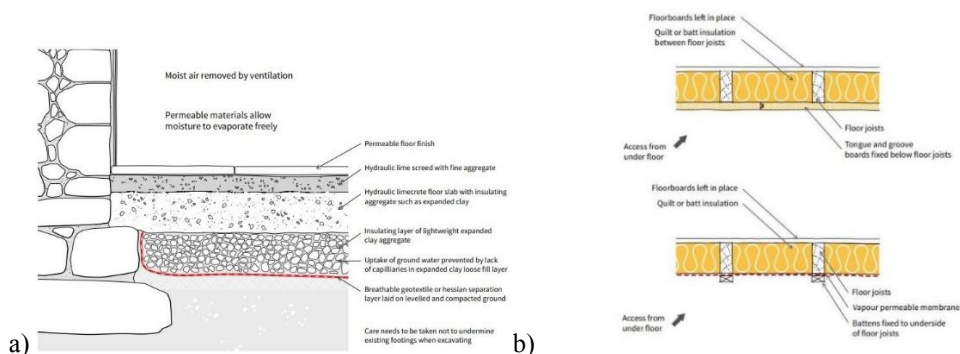 Moist air removed by ventilation
Permeable materials allow
moisture to evaporate freely
Permeable floor finish
Hydraulic lime screed with fine aggregate
Hydraulic limecrete floor slab with insulating
aggregate such as expanded clay
Insulating layer of lightweight expanded
clay aggregate
Uptake of ground water prevented by lack
of capillaries in expanded clay loose fill layer
Breathable geotextile or hessian separation
layer laid on levelled and compacted ground
Care needs to be taken not to undermine
existing footings when excavating
a)
Floorboards left in place
Quilt or batt insulation
between floor joists
Floor joists
Tongue and groove
boards fixed below floor joists
Access from
under floor
Floorboards left in place
Quilt or batt insulation
Floor joists
Vapour permeable membrane
Battens fixed to underside
of floor joists
Access from
under floor
b)